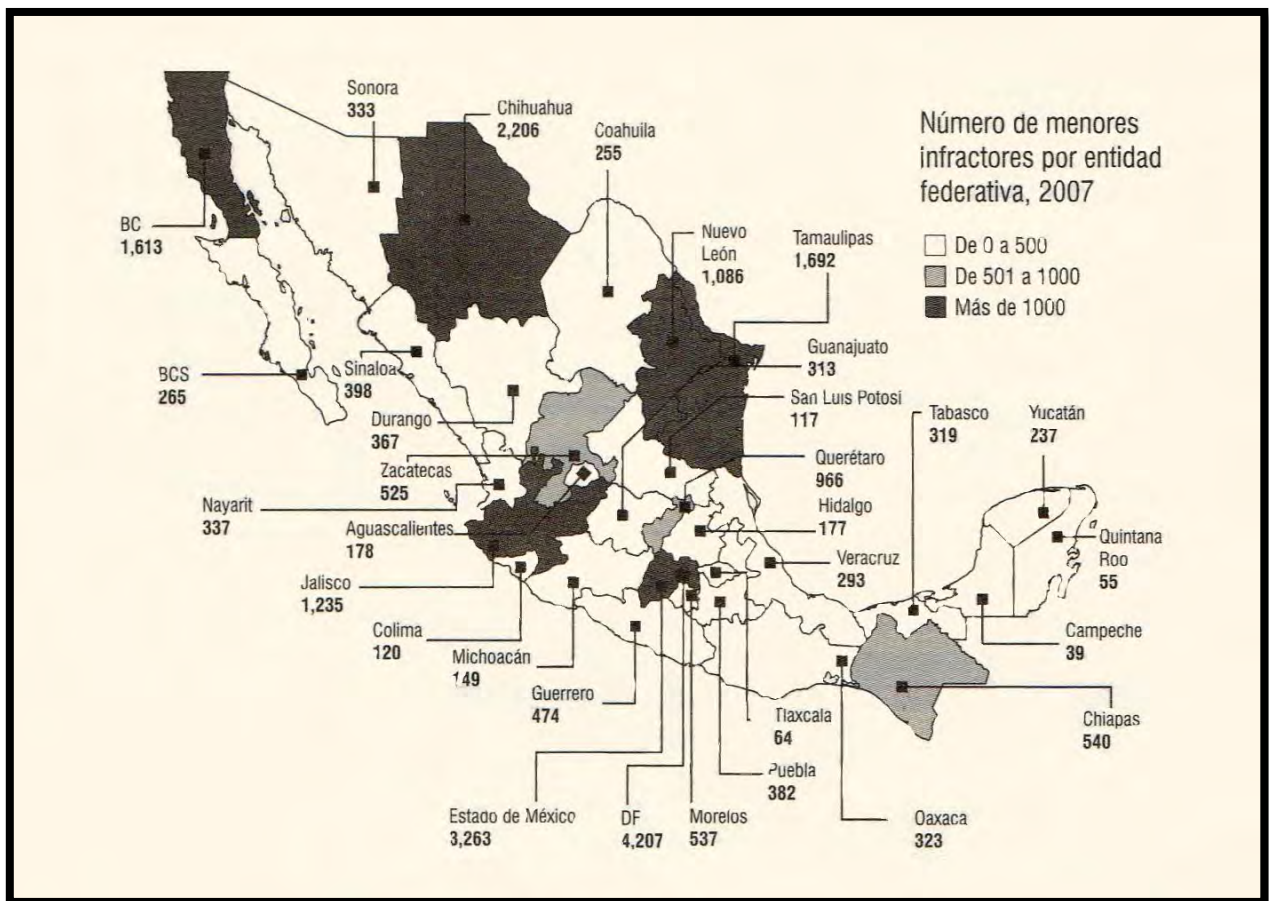 Número de menores
infractores por entidad
federativa, 2007
De 0 a 500
De 501 a 1000
Más de 1000
Sonora
333
Chihuahua
2,206
Coahuila
255
BC
1,613
Nuevo
León
1,086
Tamaulipas
1,692
Guanajuato
313
San Luis Potosí
117
BCS
265
Sinaloa
398
Durango
367
Tabasco
319
Yucatán
237
Querétaro
966
Zacatecas
525
Nayarit
337
Hidalgo
177
Aguascalientes
178
Quintana
Roo
55
Veracruz
293
Jalisco
1,235
Colima
120
Campeche
39
Michoacán
149
Guerrero
474
Tlaxcala
64
Chiapas
540
Puebla
382
Estado de México
3,263
DF
4,207
Morelos
537
Oaxaca
323